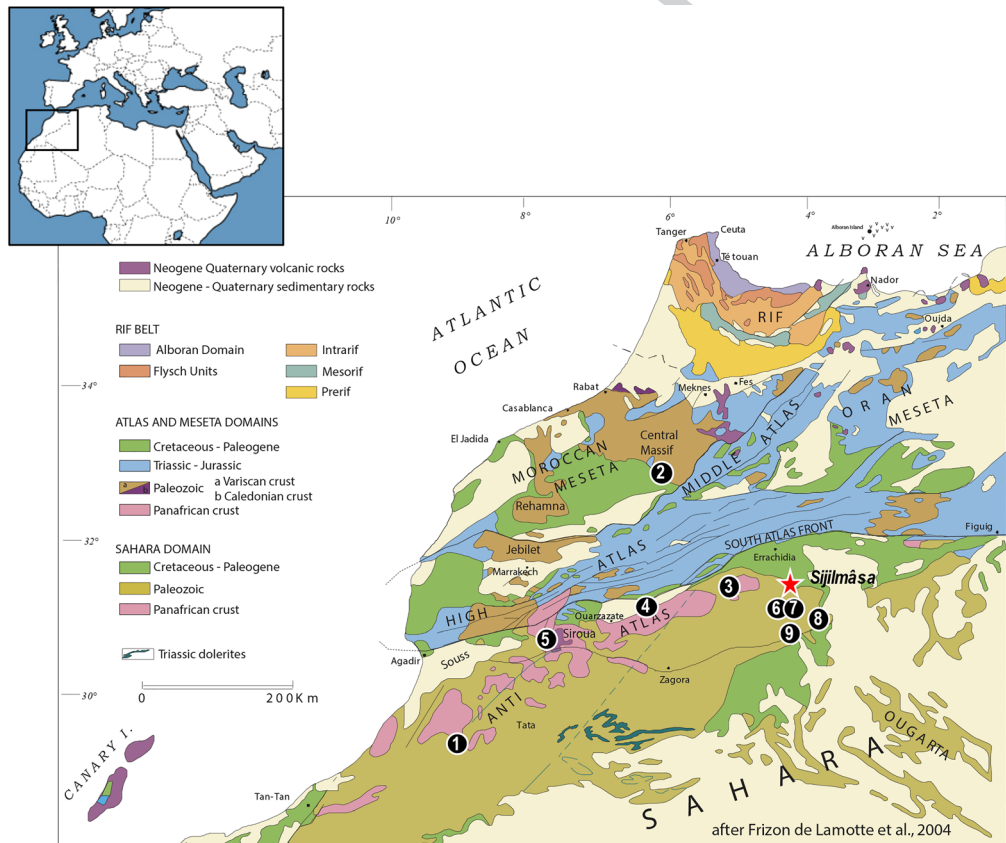 10°
8°
6°
4°
2°
Tanger
Ceuta
Tétouan
Alboran Island
v v v v
v v v v
ALBORAN SEA
Nador
RIF
Oujda
ATLANTIC
OCEAN
Neogene Quaternary volcanic rocks
Neogene - Quaternary sedimentary rocks
RIF BELT
Alboran Domain
Intrarif
Flysch Units
Mesorif
Prerif
34°
Rabat
Meknes
Fes
Casablanca
El Jadida
ORAN
MESETA
ATLAS AND MESETA DOMAINS
Cretaceous - Paleogene
Triassic - Jurassic
a b Paleozoic a Variscan crust
b Caledonian crust
Panafrican crust
MOROCCAN
MESETA
Central
Massif
2
MIDDLE ATLAS
Rehamna
32°
SAHARA DOMAIN
Cretaceous - Paleogene
Paleozoic
Panafrican crust
Jebilet
Marrakech
HIGH ATLAS
SOUTH ATLAS FRONT
Errachidia
Figuig
Sijilmâsa
3
4
5
6
7
8
9
Ouarzazate
Siroua
ANTI ATLAS
Triassic dolerites
Agadir
Souss
Zagora
0
200Km
30°
Tata
1
OUGARTA
SAHARA
CANARY I.
Tan-Tan
after Frizon de Lamotte et al., 2004